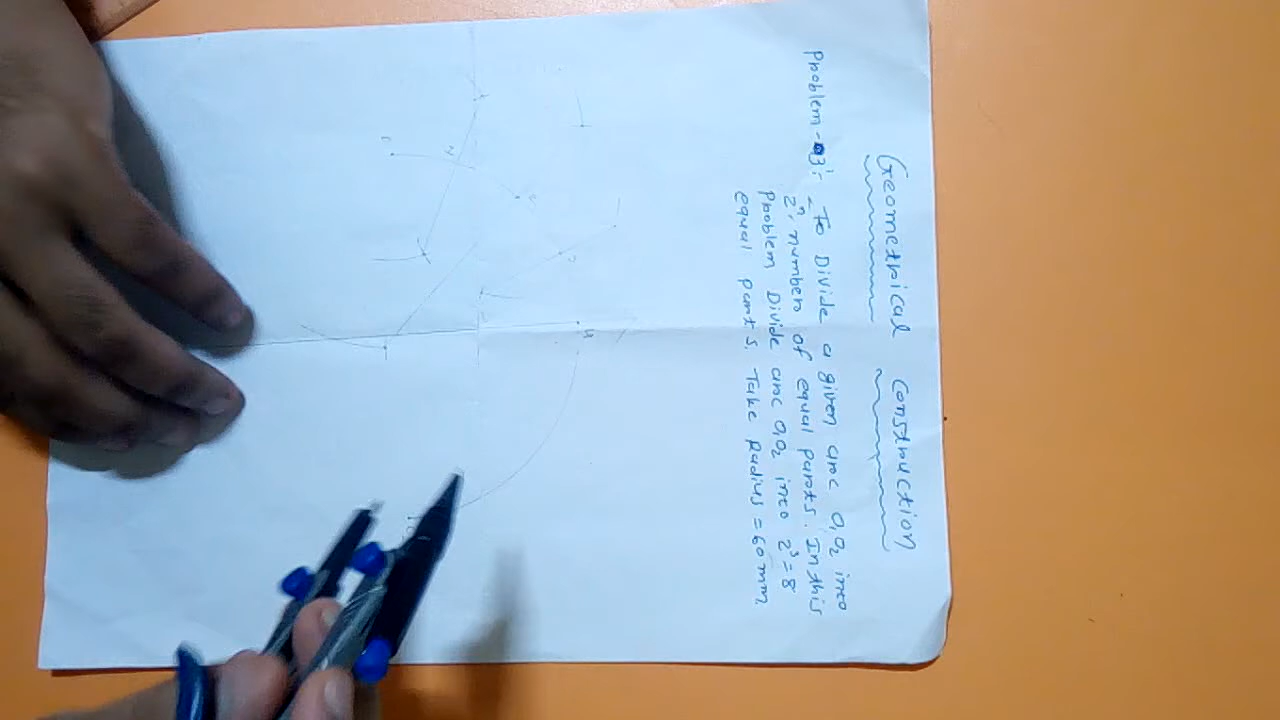 Geometrical Construction
Problem-03:- To Divide a given arc O1O2 into
2ⁿ numbers of equal parts. In this
Problem Divide arc O1O2 into 2³=8
equal parts. Take Radius = 60mm